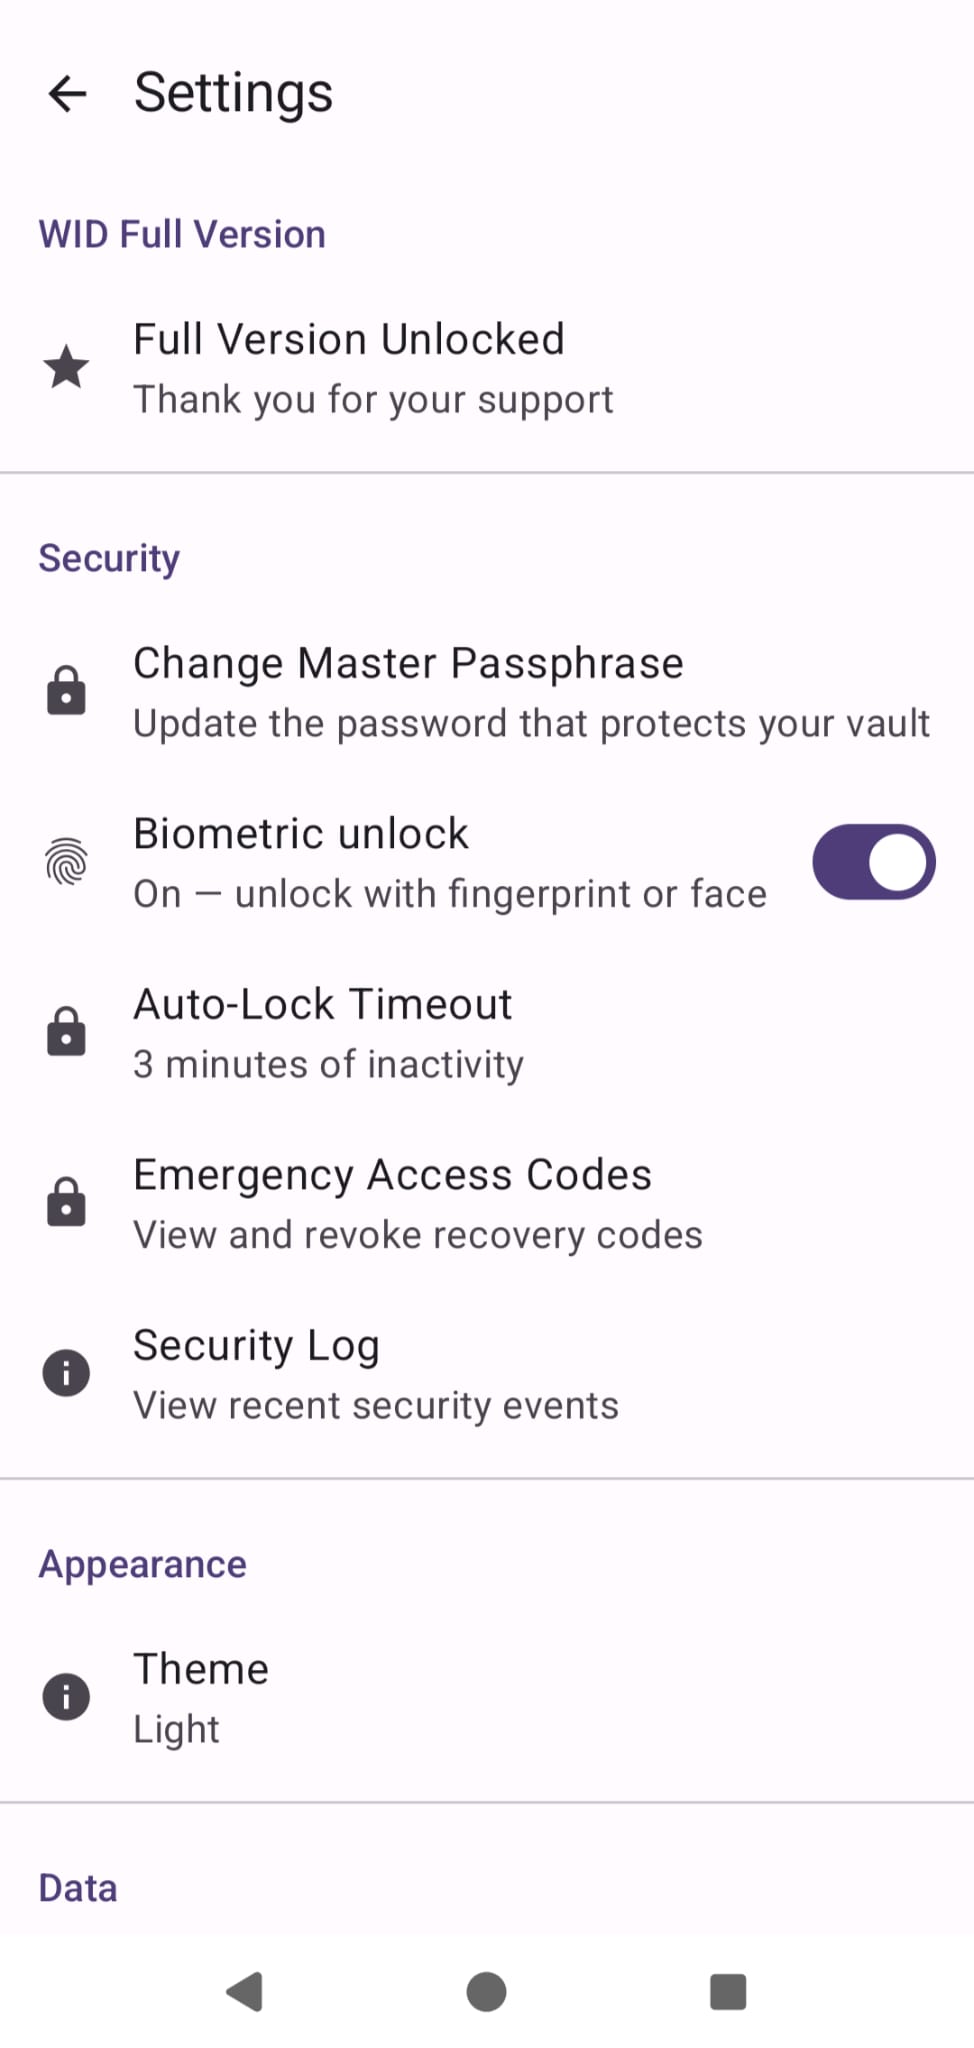 Settings
WID Full Version
Full Version Unlocked
Thank you for your support
Security
Change Master Passphrase
Update the password that protects your vault
Biometric unlock
On — unlock with fingerprint or face
Auto-Lock Timeout
3 minutes of inactivity
Emergency Access Codes
View and revoke recovery codes
Security Log
View recent security events
Appearance
Theme
Light
Data